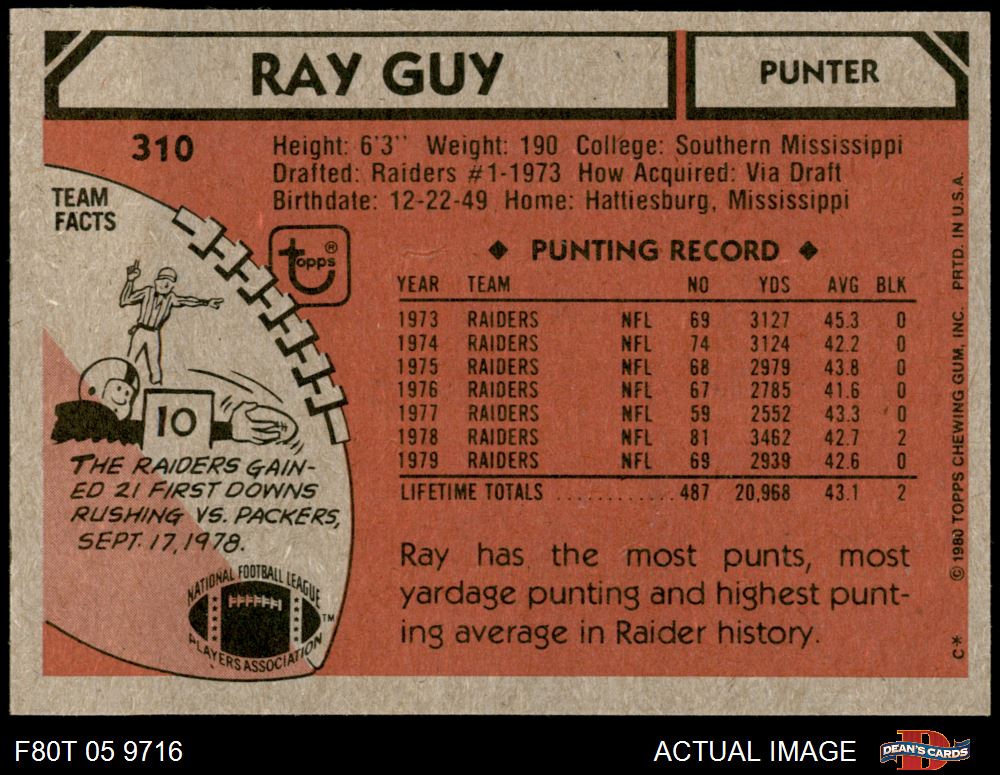 RAY GUY
PUNTER
310
Height: 6'3" Weight: 190 College: Southern Mississippi
Drafted: Raiders #1-1973 How Acquired: Via Draft
Birthdate: 12-22-49 Home: Hattiesburg, Mississippi
TEAM
FACTS
topps®
◆ PUNTING RECORD ◆
YEAR TEAM NO YDS AVG BLK
1973 RAIDERS NFL 69 3127 45.3 0
1974 RAIDERS NFL 74 3124 42.2 0
1975 RAIDERS NFL 68 2979 43.8 0
1976 RAIDERS NFL 67 2785 41.6 0
1977 RAIDERS NFL 59 2552 43.3 0
1978 RAIDERS NFL 81 3462 42.7 2
1979 RAIDERS NFL 69 2939 42.6 0
LIFETIME TOTALS ............ 487 20,968 43.1 2
10
THE RAIDERS GAIN-
ED 21 FIRST DOWNS
RUSHING VS. PACKERS,
SEPT. 17, 1978.
NATIONAL FOOTBALL LEAGUE
PLAYERS ASSOCIATION
TM
Ray has the most punts, most
yardage punting and highest punt-
ing average in Raider history.
C* © 1980 TOPPS CHEWING GUM, INC. PRTD. IN U.S.A.
F80T 05 9716
ACTUAL IMAGE
DEAN'S CARDS